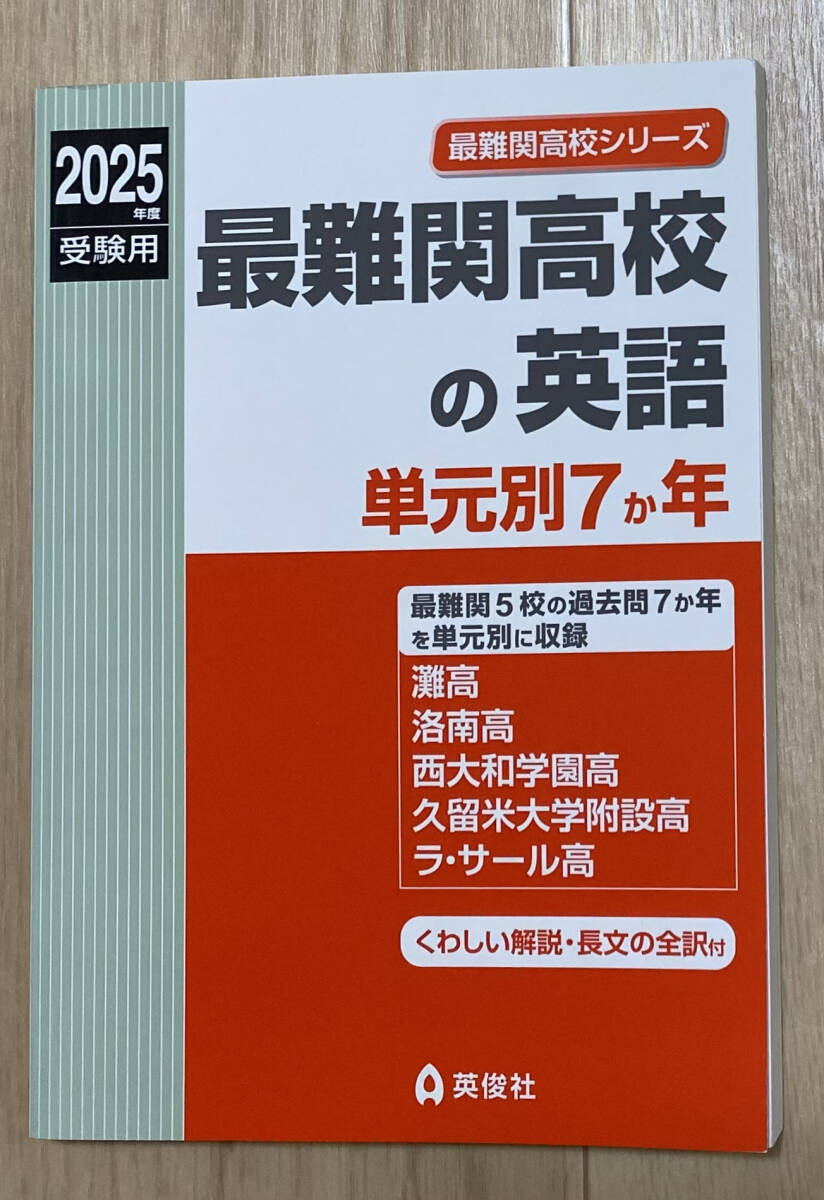 2025
年度
受験用
最難関高校シリーズ
最難関高校
の英語
単元別7か年
最難関5校の過去問7か年
を単元別に収録
灘高
洛南高
西大和学園高
久留米大学附設高
ラ・サール高
くわしい解説・長文の全訳付
英俊社